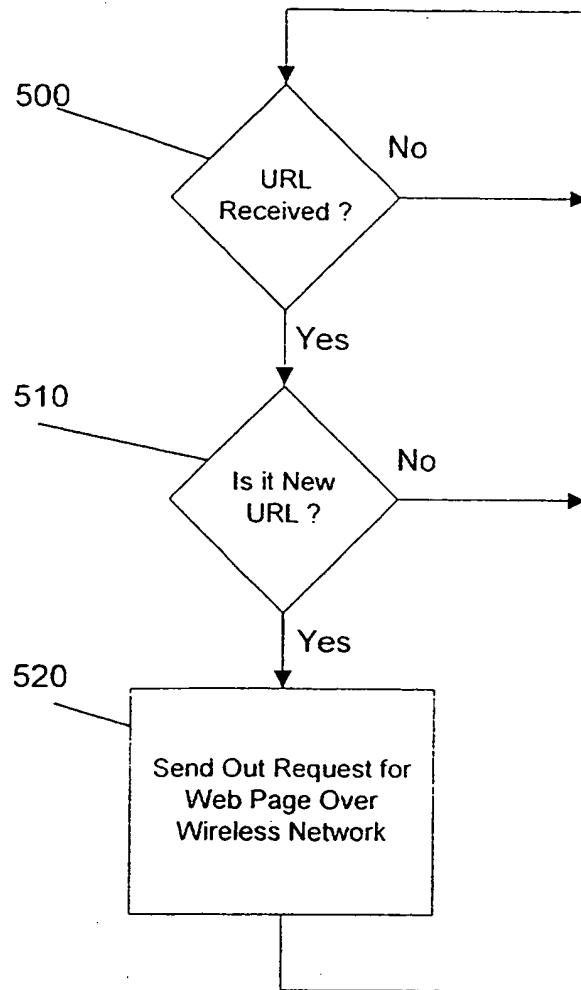 500
URL
Received ?
No
Yes
510
Is it New
URL ?
No
Yes
520
Send Out Request for
Web Page Over
Wireless Network